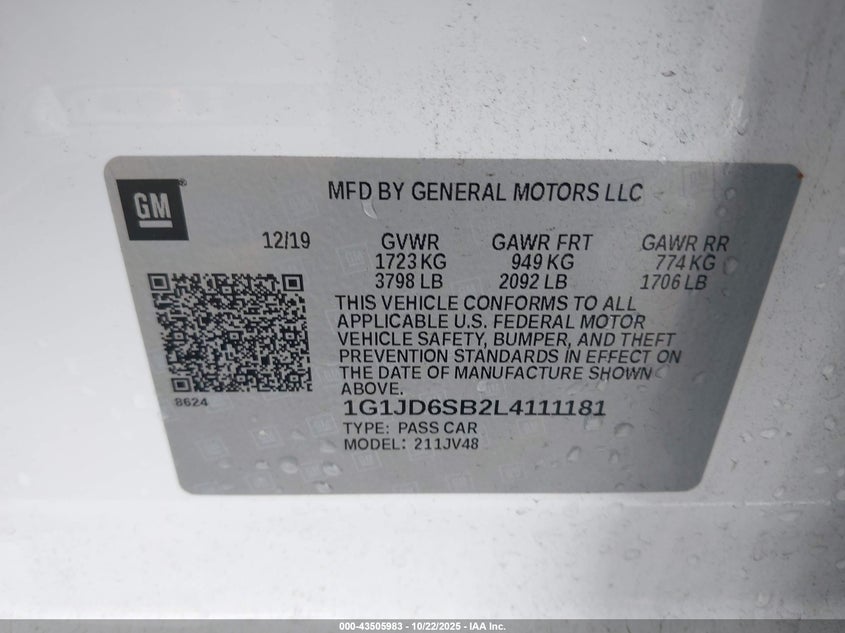 GM®
MFD BY GENERAL MOTORS LLC
12/19 GVWR GAWR FRT GAWR RR
1723 KG 949 KG 774 KG
3798 LB 2092 LB 1706 LB
THIS VEHICLE CONFORMS TO ALL
APPLICABLE U.S. FEDERAL MOTOR
VEHICLE SAFETY, BUMPER, AND THEFT
PREVENTION STANDARDS IN EFFECT ON
THE DATE OF MANUFACTURE SHOWN
ABOVE.
8624
1G1JD6SB2L4111181
TYPE: PASS CAR
MODEL: 211JV48
000-43505983 - 10/22/2025 - IAA Inc.